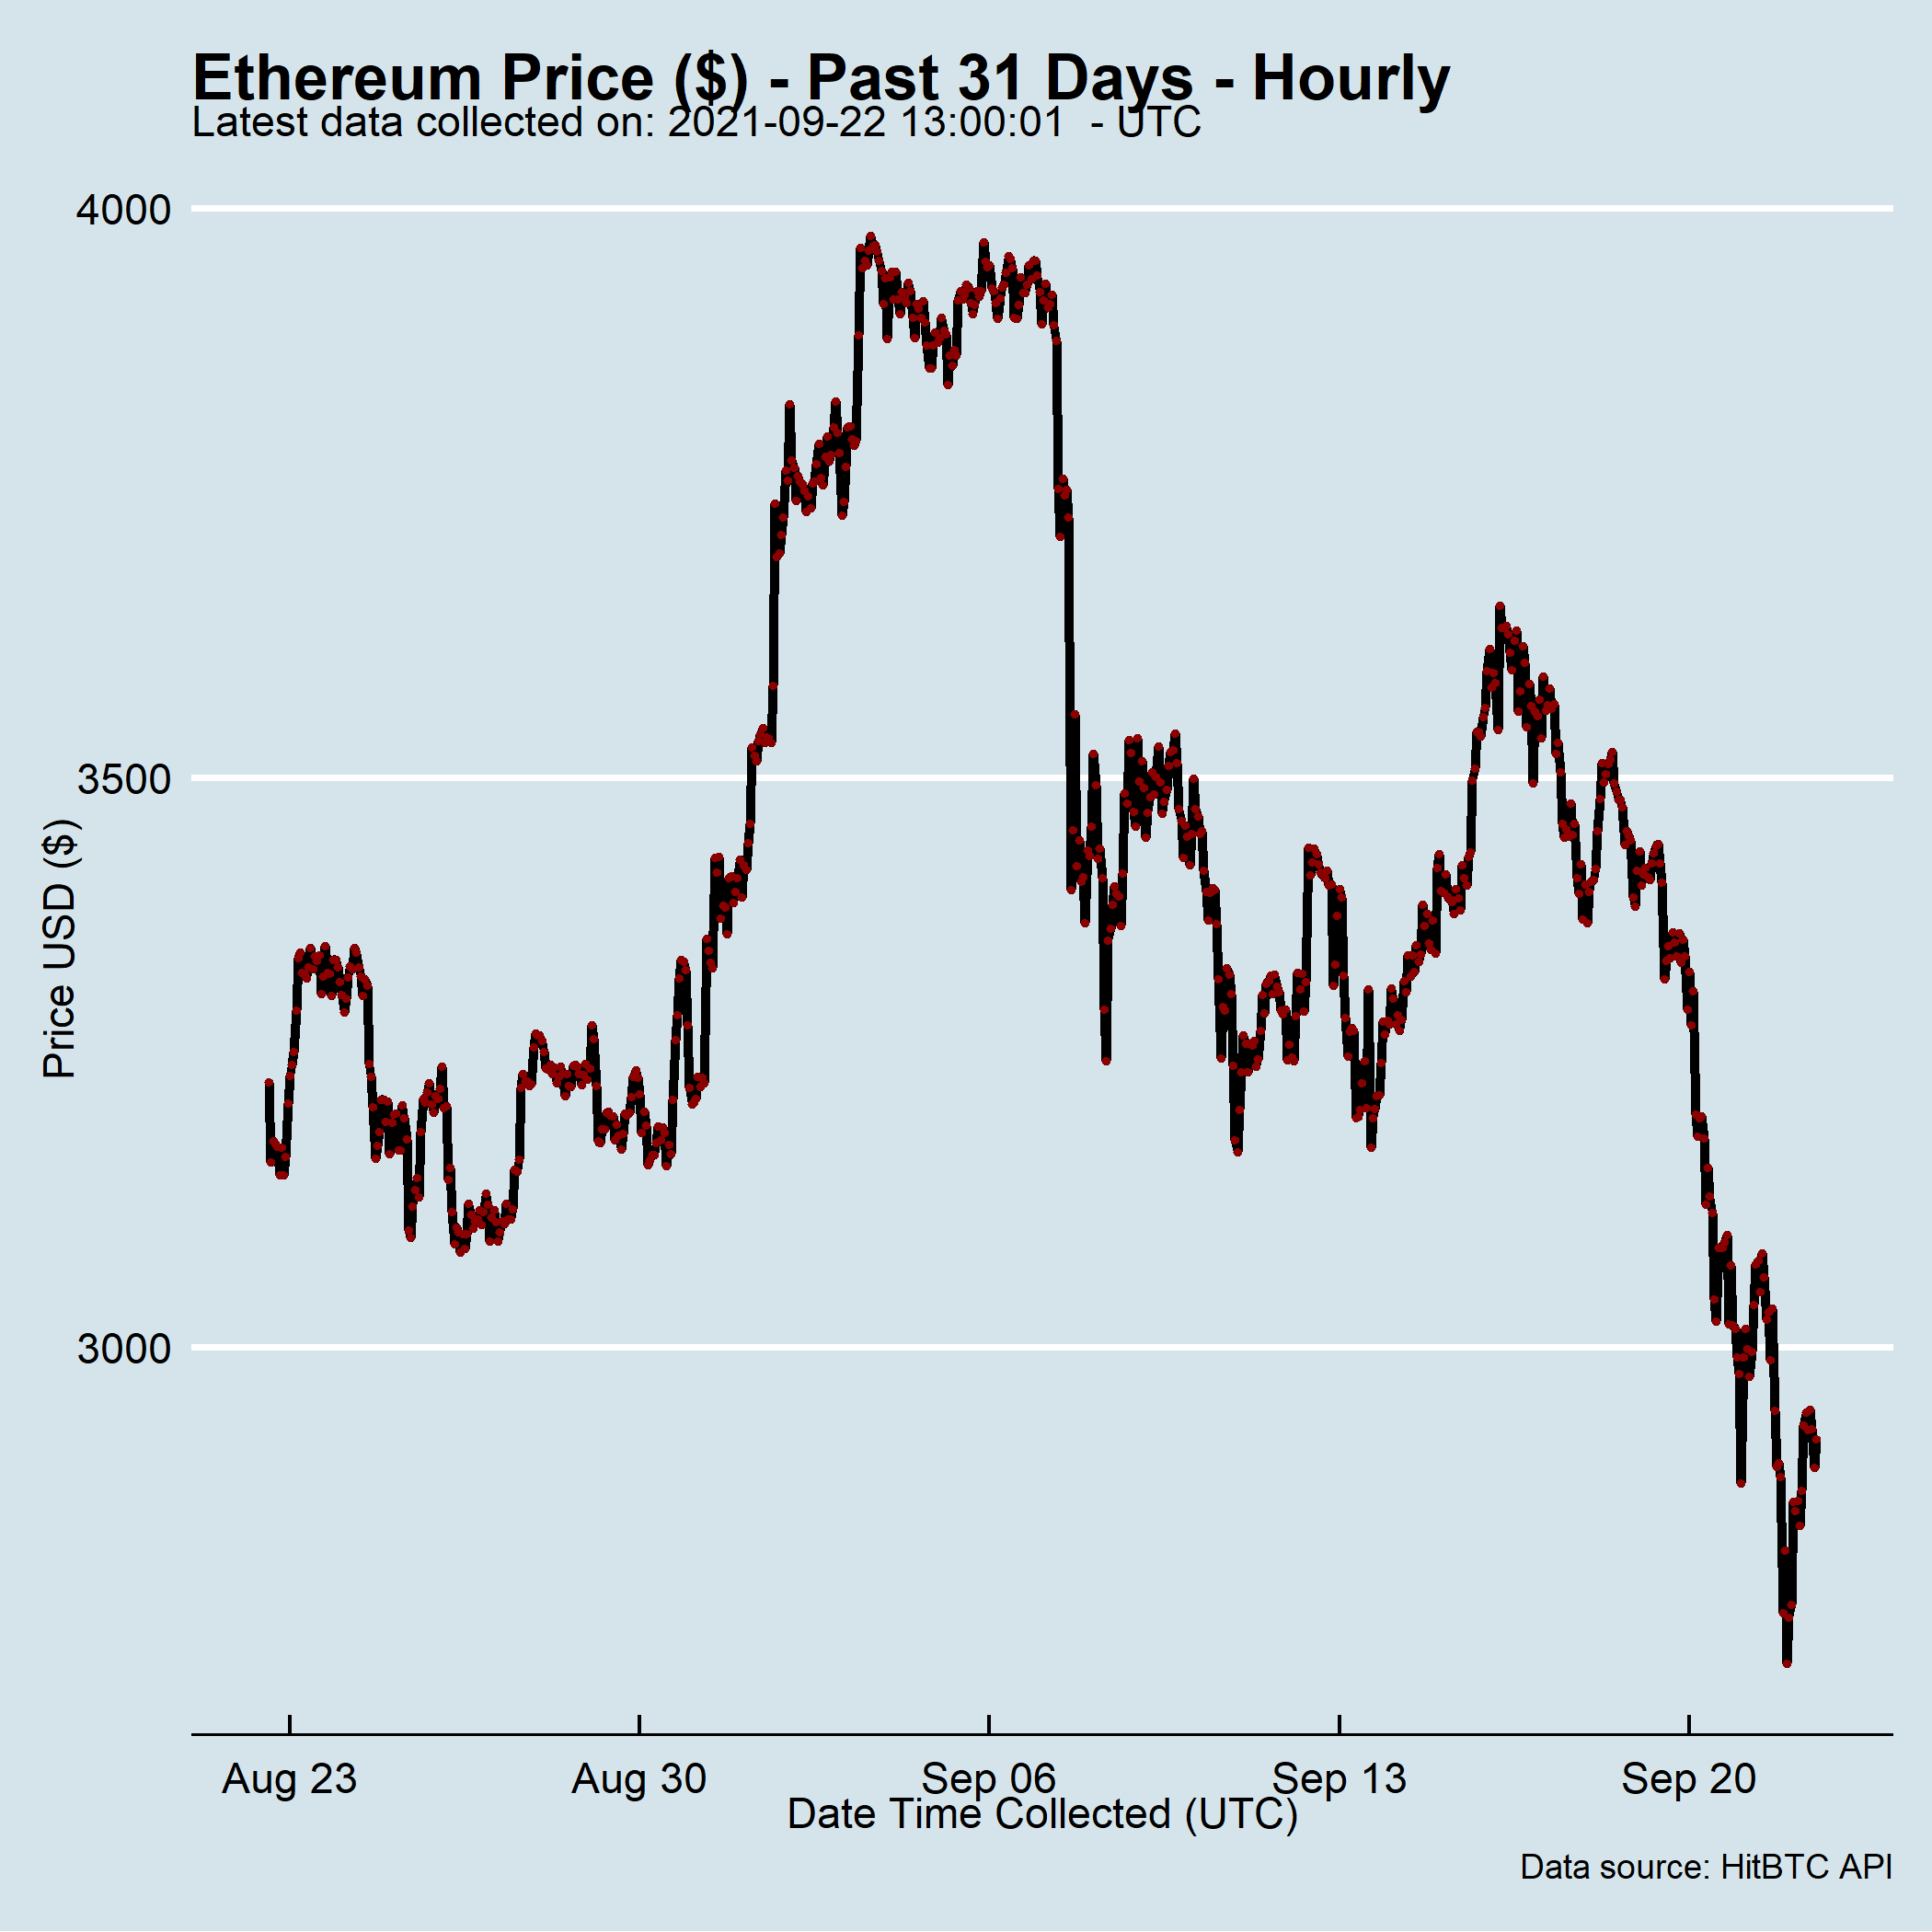 Ethereum Price ($) - Past 31 Days - Hourly
Latest data collected on: 2021-09-22 13:00:01  - UTC
4000
3500
3000
Price USD ($)
Aug 23 Aug 30 Sep 06 Sep 13 Sep 20
Date Time Collected (UTC)
Data source: HitBTC API